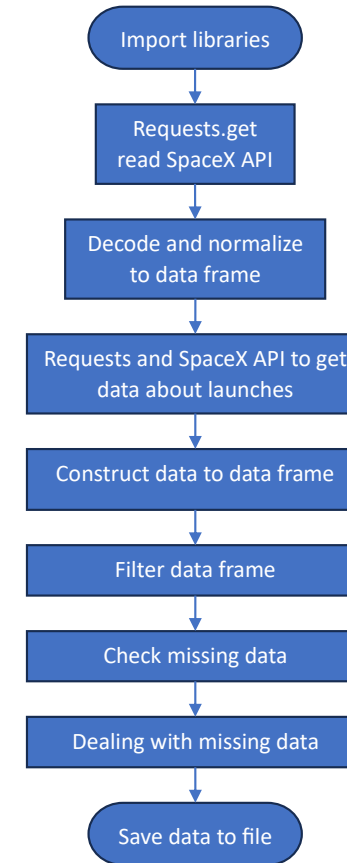 Import libraries
Requests.get
read SpaceX API
Decode and normalize
to data frame
Requests and SpaceX API to get
data about launches
Construct data to data frame
Filter data frame
Check missing data
Dealing with missing data
Save data to file